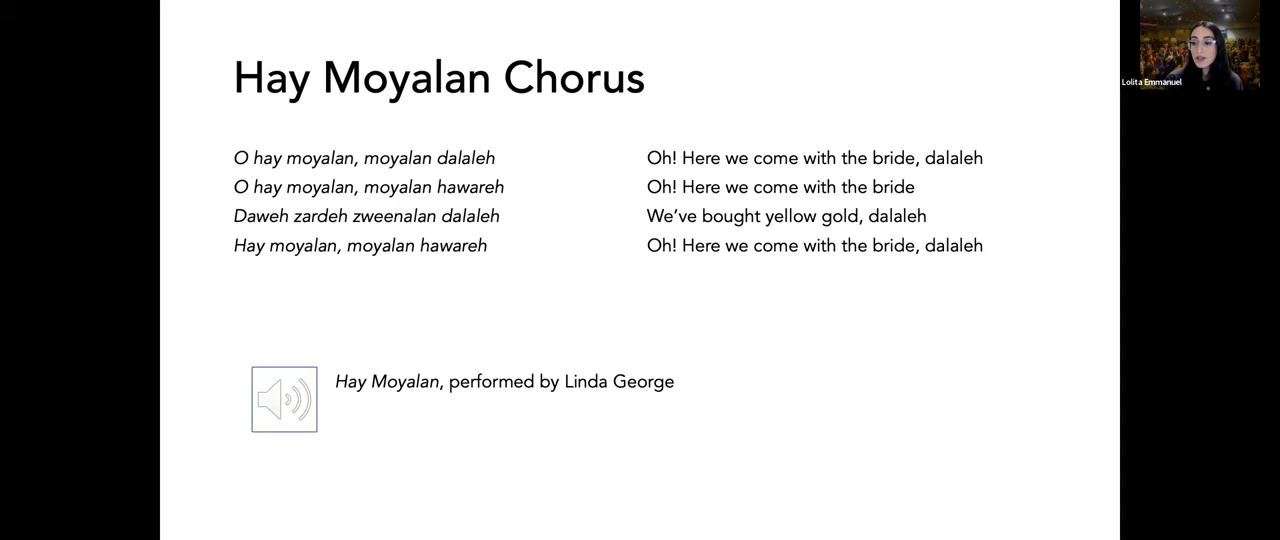 Hay Moyalan Chorus
O hay moyalan, moyalan dalaleh
O hay moyalan, moyalan hawareh
Daweh zardeh zweenalan dalaleh
Hay moyalan, moyalan hawareh
Oh! Here we come with the bride, dalaleh
Oh! Here we come with the bride
We've bought yellow gold, dalaleh
Oh! Here we come with the bride, dalaleh
Hay Moyalan, performed by Linda George
Lolita Emmanuel